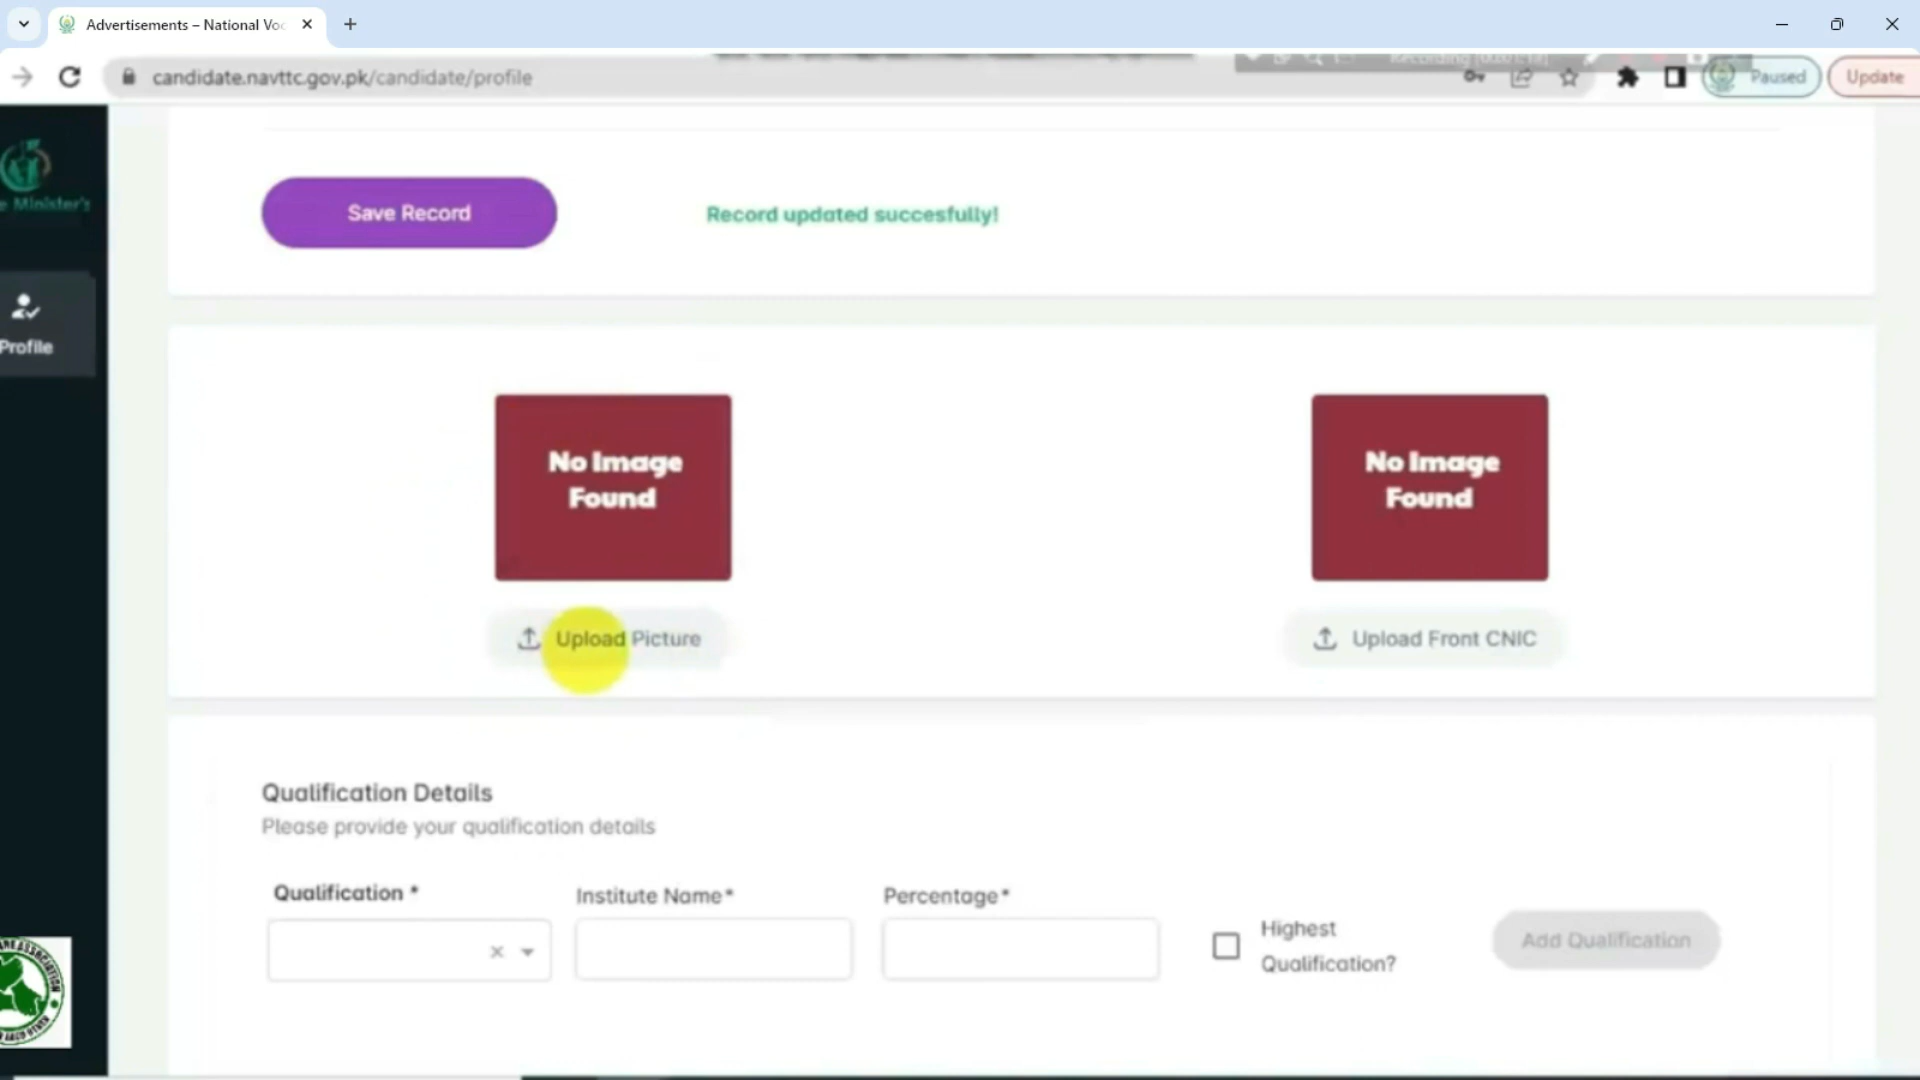 Advertisements – National Voc
candidate.navttc.gov.pk/candidate/profile
Paused
Update
e Minister's
Save Record
Record updated succesfully!
Profile
No Image
Found
No Image
Found
Upload Picture
Upload Front CNIC
Qualification Details
Please provide your qualification details
Qualification *
Institute Name*
Percentage*
Highest
Qualification?
Add Qualification